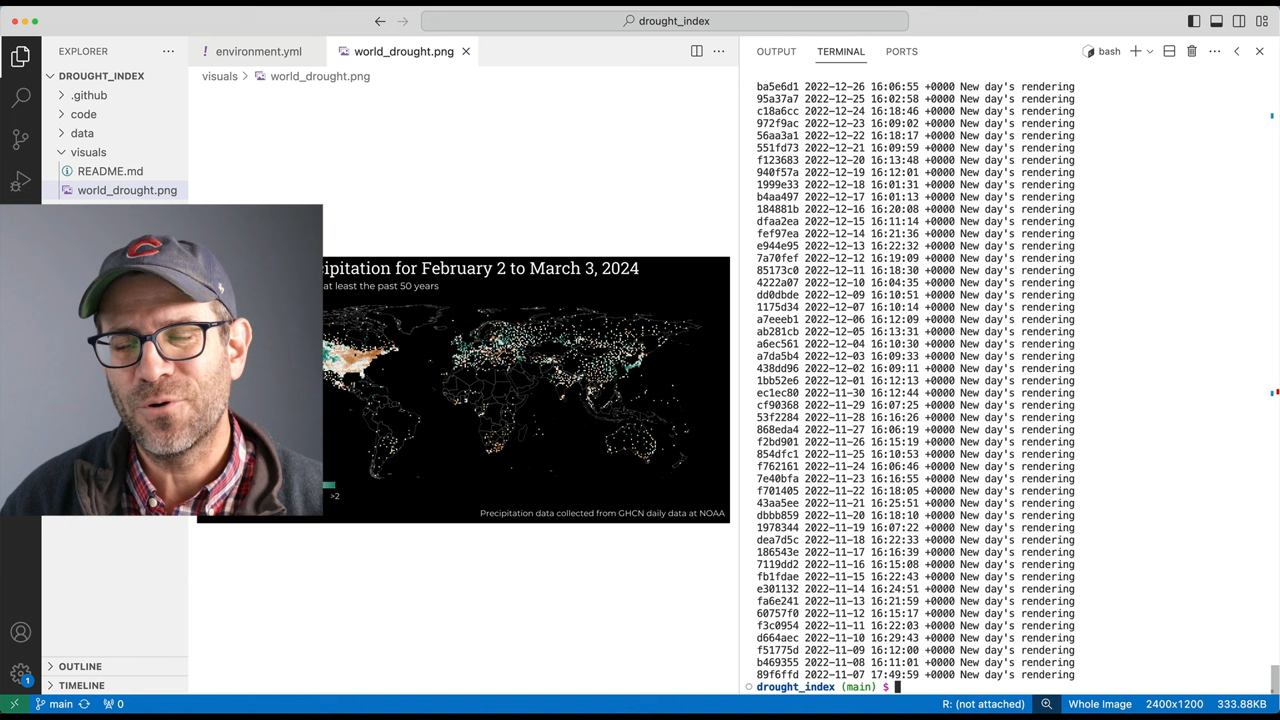 drought_index
EXPLORER
environment.yml
world_drought.png
OUTPUT
TERMINAL
PORTS
bash
DROUGHT_INDEX
.github
code
data
visuals
README.md
world_drought.png
visuals
world_drought.png
cipitation for February 2 to March 3, 2024
at least the past 50 years
>2
Precipitation data collected from GHCN daily data at NOAA
ba5e6d1 2022-12-26 16:06:55 +0000 New day's rendering
95a37a7 2022-12-25 16:02:58 +0000 New day's rendering
c18a6cc 2022-12-24 16:18:46 +0000 New day's rendering
972f9ac 2022-12-23 16:09:02 +0000 New day's rendering
56aa3a1 2022-12-22 16:18:17 +0000 New day's rendering
551fd73 2022-12-21 16:09:59 +0000 New day's rendering
f123683 2022-12-20 16:13:48 +0000 New day's rendering
940f57a 2022-12-19 16:12:01 +0000 New day's rendering
1999e33 2022-12-18 16:01:31 +0000 New day's rendering
b4aa497 2022-12-17 16:01:13 +0000 New day's rendering
184881b 2022-12-16 16:20:08 +0000 New day's rendering
dfaa2ea 2022-12-15 16:11:14 +0000 New day's rendering
fef97ea 2022-12-14 16:21:36 +0000 New day's rendering
e944e95 2022-12-13 16:22:32 +0000 New day's rendering
7a70fef 2022-12-12 16:19:09 +0000 New day's rendering
85173c0 2022-12-11 16:18:30 +0000 New day's rendering
4222a07 2022-12-10 16:04:35 +0000 New day's rendering
dd0dbde 2022-12-09 16:10:51 +0000 New day's rendering
1175d34 2022-12-07 16:10:14 +0000 New day's rendering
a7eeeb1 2022-12-06 16:12:09 +0000 New day's rendering
ab281cb 2022-12-05 16:13:31 +0000 New day's rendering
a6ec561 2022-12-04 16:10:30 +0000 New day's rendering
a7da5b4 2022-12-03 16:09:33 +0000 New day's rendering
438dd96 2022-12-02 16:09:11 +0000 New day's rendering
1bb52e6 2022-12-01 16:12:13 +0000 New day's rendering
ec1ec80 2022-11-30 16:12:44 +0000 New day's rendering
cf90368 2022-11-29 16:07:25 +0000 New day's rendering
53f2284 2022-11-28 16:16:26 +0000 New day's rendering
868eda4 2022-11-27 16:06:19 +0000 New day's rendering
f2bd901 2022-11-26 16:15:19 +0000 New day's rendering
854dfc1 2022-11-25 16:10:53 +0000 New day's rendering
f762161 2022-11-24 16:06:46 +0000 New day's rendering
7e40bfa 2022-11-23 16:16:55 +0000 New day's rendering
f701405 2022-11-22 16:18:05 +0000 New day's rendering
43aa5ee 2022-11-21 16:25:51 +0000 New day's rendering
dbbb859 2022-11-20 16:18:10 +0000 New day's rendering
1978344 2022-11-19 16:07:22 +0000 New day's rendering
dea7d5c 2022-11-18 16:22:33 +0000 New day's rendering
186543e 2022-11-17 16:16:39 +0000 New day's rendering
7119dd2 2022-11-16 16:15:08 +0000 New day's rendering
fb1fdae 2022-11-15 16:22:43 +0000 New day's rendering
e301132 2022-11-14 16:24:51 +0000 New day's rendering
fa6e241 2022-11-13 16:21:59 +0000 New day's rendering
60757f0 2022-11-12 16:15:17 +0000 New day's rendering
f3c0954 2022-11-11 16:22:03 +0000 New day's rendering
d664aec 2022-11-10 16:29:43 +0000 New day's rendering
f51775d 2022-11-09 16:12:00 +0000 New day's rendering
b469355 2022-11-08 16:11:01 +0000 New day's rendering
89f6ffd 2022-11-07 17:49:59 +0000 New day's rendering
drought_index (main) $
OUTLINE
TIMELINE
1
main
0
R: (not attached)
Whole Image
2400x1200
333.88KB